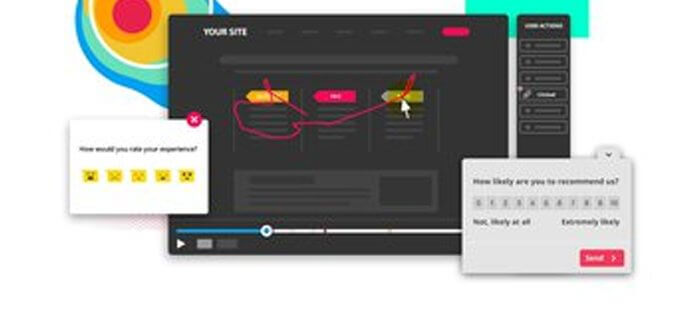 YOUR SITE
USER ACTIONS
PRO
Clicked
How would you rate your experience?
How likely are you to recommend us?
0 1 2 3 4 5 6 7 8 9 10
Not, likely at all Extremely likely
Send